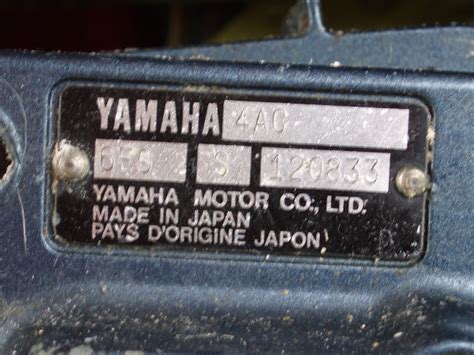 YAMAHA 4AC
S 120833
YAMAHA MOTOR CO., LTD.
MADE IN JAPAN
PAYS D'ORIGINE JAPON